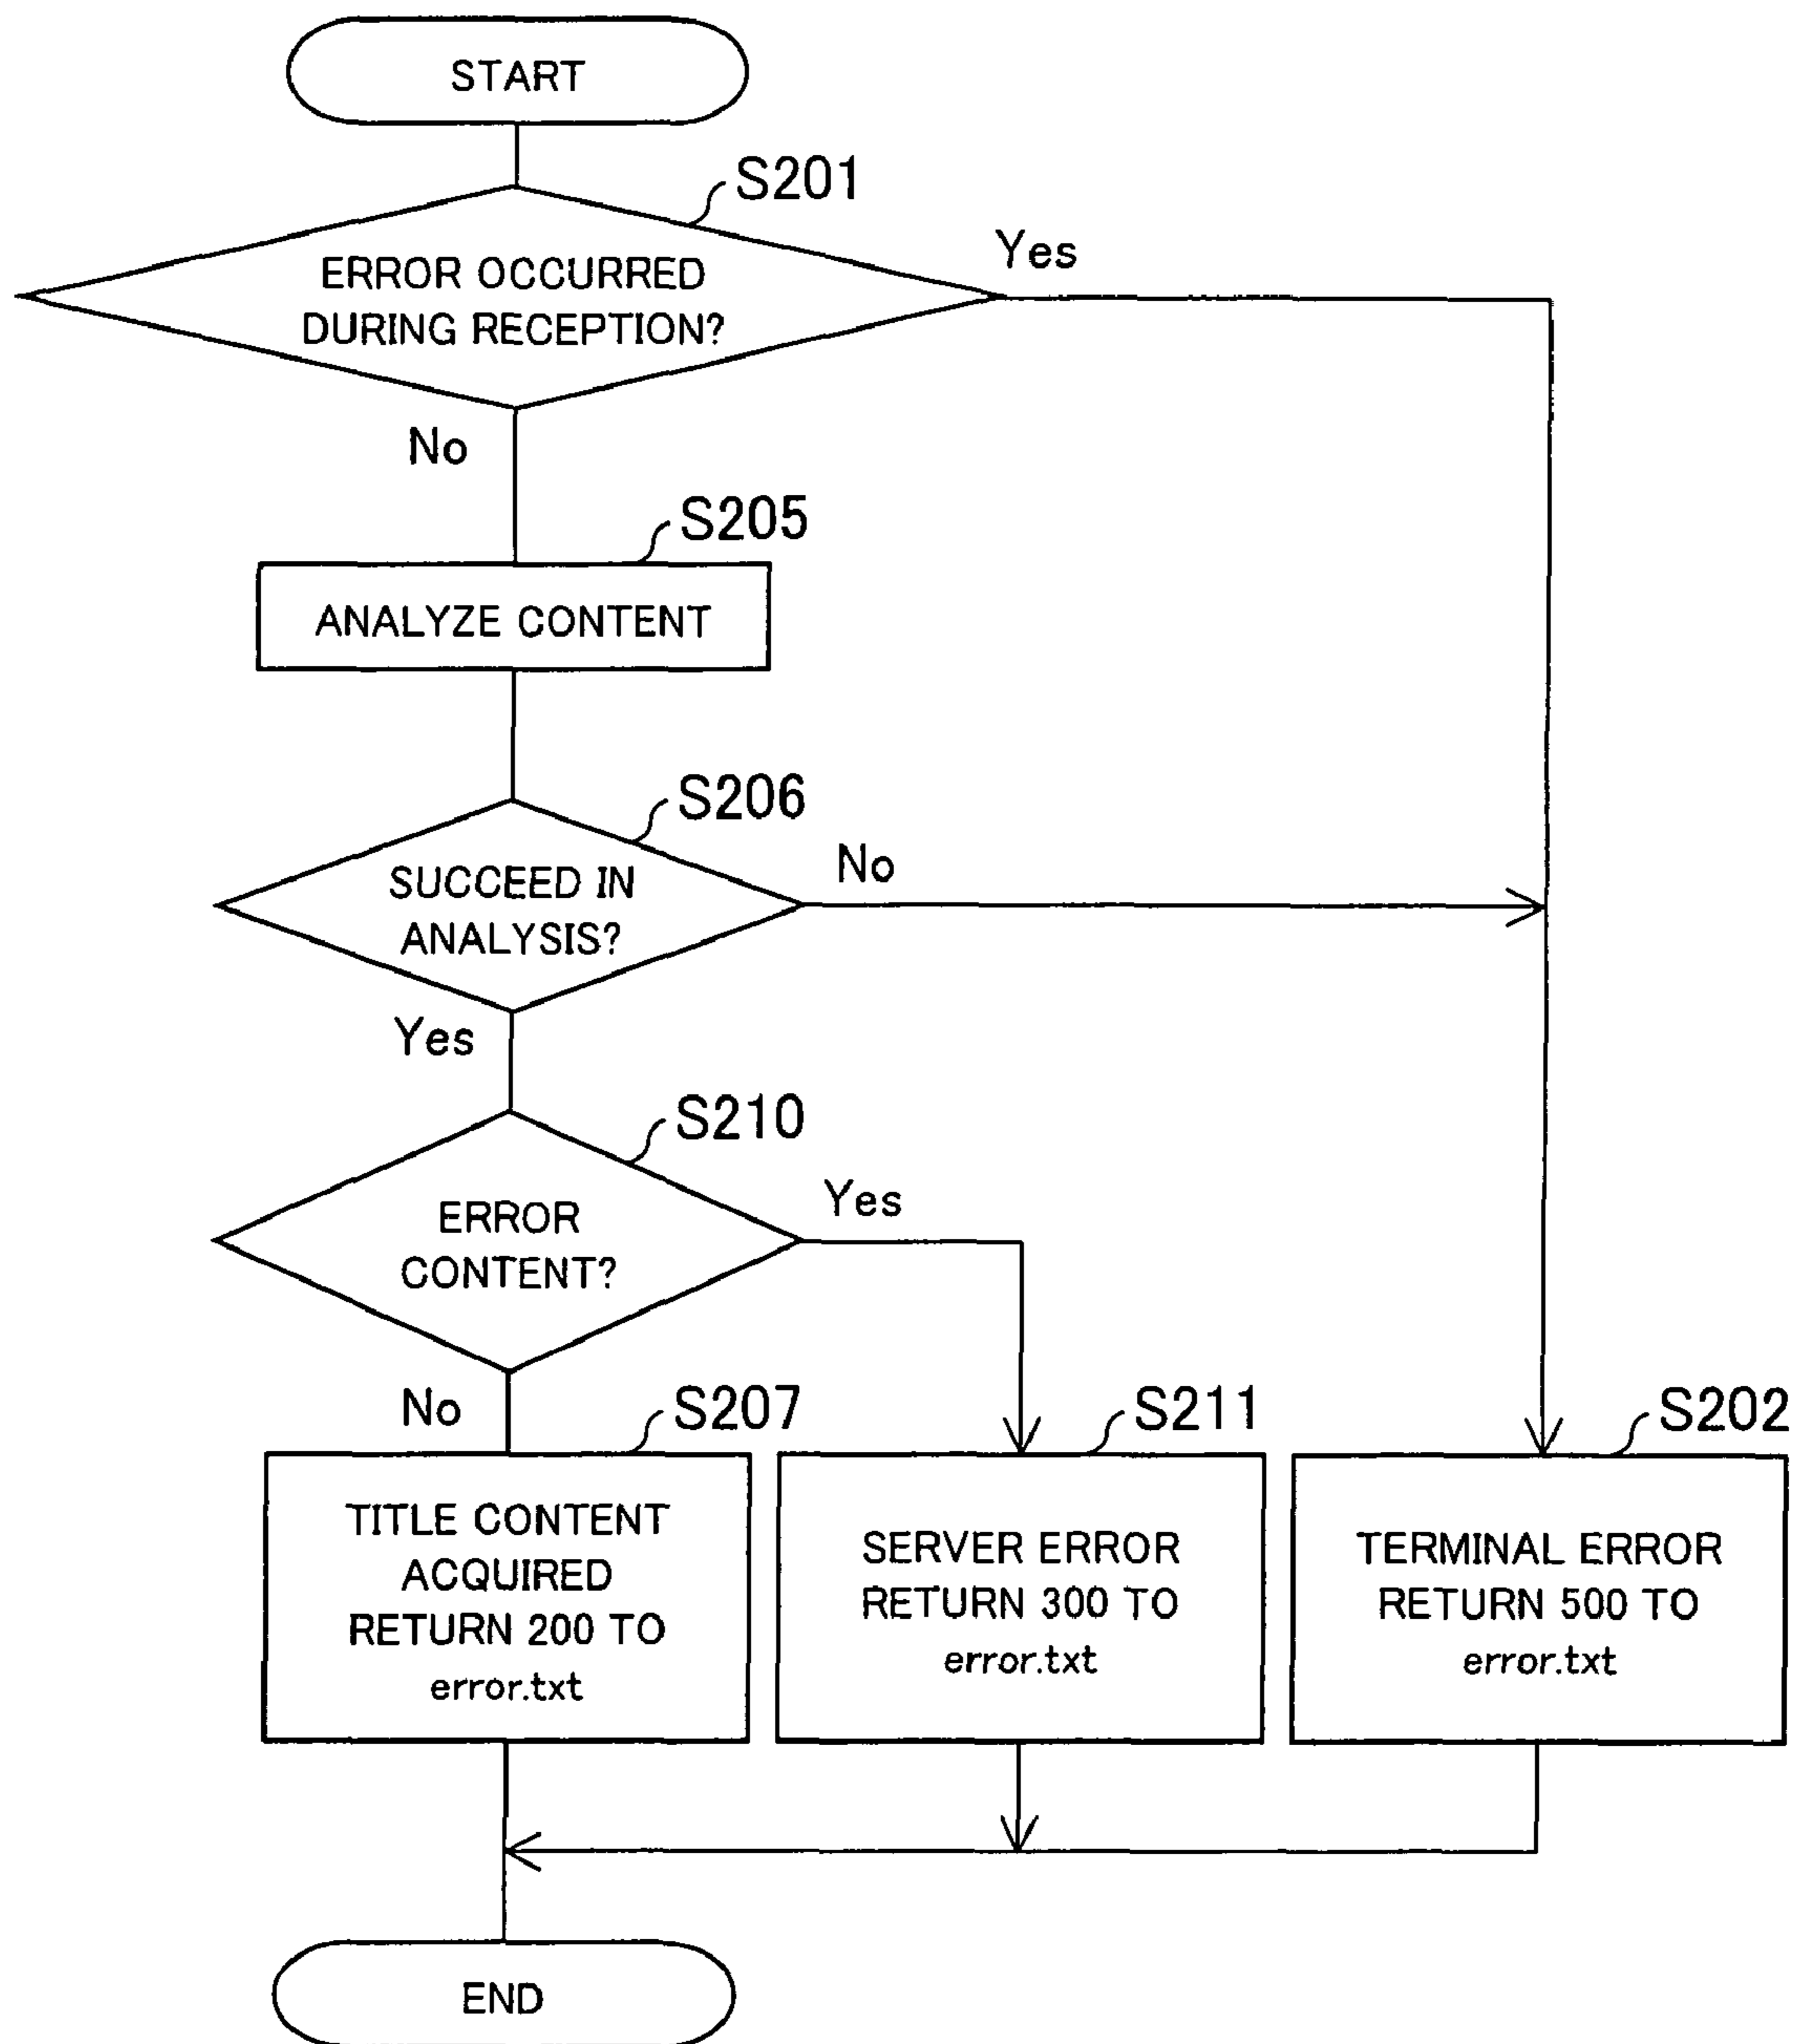 START
S201
ERROR OCCURRED
DURING RECEPTION?
Yes
No
S205
ANALYZE CONTENT
S206
SUCCEED IN
ANALYSIS?
No
Yes
S210
ERROR
CONTENT?
Yes
No
S207
TITLE CONTENT
ACQUIRED
RETURN 200 TO
error.txt
S211
SERVER ERROR
RETURN 300 TO
error.txt
S202
TERMINAL ERROR
RETURN 500 TO
error.txt
END